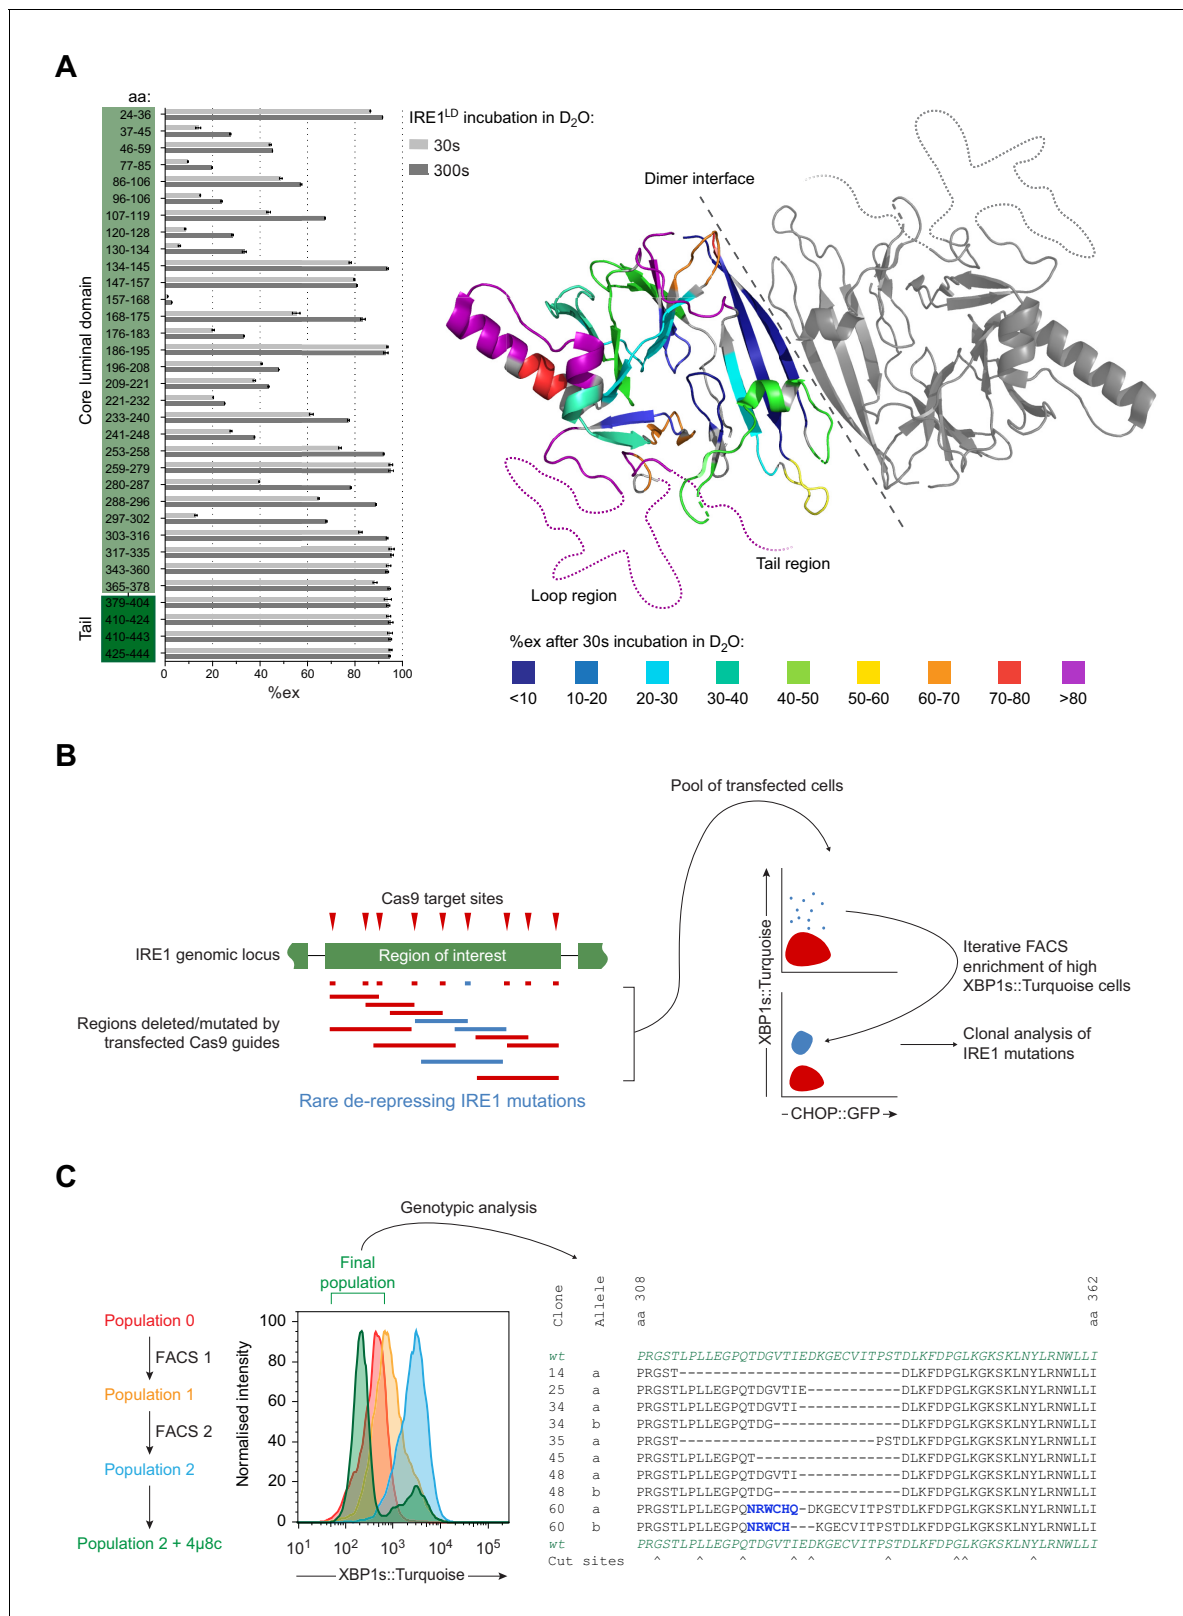 A
aa:
24-36
37-45
46-59
77-85
86-106
96-106
107-119
120-128
130-134
134-145
147-157
157-168
168-175
176-183
186-195
196-208
209-221
221-232
233-240
241-248
253-258
259-279
280-287
288-296
297-302
303-316
317-335
343-360
365-378
379-404
410-424
410-443
425-444
Core luminal domain
Tail
0 20 40 60 80 100
%ex
IRE1LD incubation in D2O:
30s
300s
Dimer interface
Tail region
Loop region
%ex after 30s incubation in D2O:
<10 10-20 20-30 30-40 40-50 50-60 60-70 70-80 >80
B
Pool of transfected cells
Cas9 target sites
IRE1 genomic locus
Region of interest
Regions deleted/mutated by
transfected Cas9 guides
Rare de-repressing IRE1 mutations
XBP1s::Turquoise
CHOP::GFP
Iterative FACS
enrichment of high
XBP1s::Turquoise cells
Clonal analysis of
IRE1 mutations
C
Genotypic analysis
Final
population
Population 0
FACS 1
Population 1
FACS 2
Population 2
Population 2 + 4µ8c
Normalised intensity
100
80
60
40
20
0
101 102 103 104 105
XBP1s::Turquoise
Clone
Allele
aa 308
aa 362
wt PRGSTLPLLEGPQTDGVTIEDKGECVITPSTDLKFDPGLKGKSKLNYLRNWLLI
14 a PRGST--------------------------DLKFDPGLKGKSKLNYLRNWLLI
25 a PRGSTLPLLEGPQTDGVTIE-----------DLKFDPGLKGKSKLNYLRNWLLI
34 a PRGSTLPLLEGPQTDGVTI------------DLKFDPGLKGKSKLNYLRNWLLI
34 b PRGSTLPLLEGPQTDG---------------DLKFDPGLKGKSKLNYLRNWLLI
35 a PRGST-----------------------PSTDLKFDPGLKGKSKLNYLRNWLLI
45 a PRGSTLPLLEGPQT-----------------DLKFDPGLKGKSKLNYLRNWLLI
48 a PRGSTLPLLEGPQTDGVTI------------DLKFDPGLKGKSKLNYLRNWLLI
48 b PRGSTLPLLEGPQTDG---------------DLKFDPGLKGKSKLNYLRNWLLI
60 a PRGSTLPLLEGPQNRWCHQ-DKGECVITPSTDLKFDPGLKGKSKLNYLRNWLLI
60 b PRGSTLPLLEGPQNRWCH---KGECVITPSTDLKFDPGLKGKSKLNYLRNWLLI
wt PRGSTLPLLEGPQTDGVTIEDKGECVITPSTDLKFDPGLKGKSKLNYLRNWLLI
Cut sites ^ ^ ^ ^ ^ ^ ^^ ^